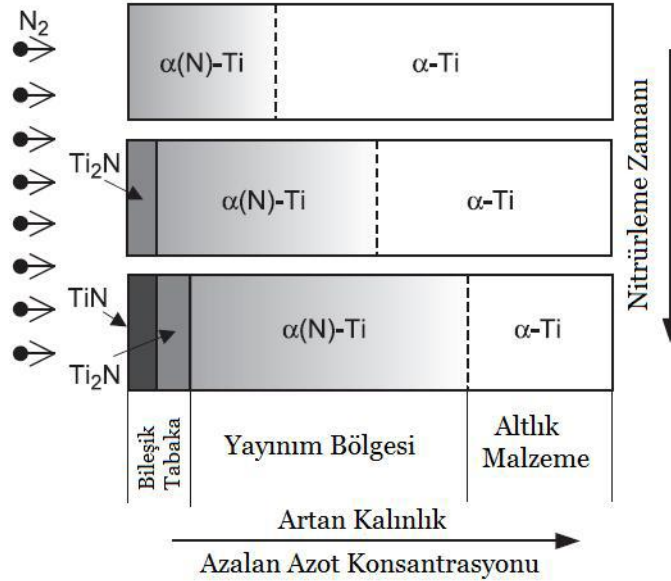 N₂
α(N)-Ti
α-Ti
Ti₂N
α(N)-Ti
α-Ti
TiN
Ti₂N
α(N)-Ti
α-Ti
Nitrürleme Zamanı
Bileşik
Tabaka
Yayınım Bölgesi
Altlık
Malzeme
Artan Kalınlık
Azalan Azot Konsantrasyonu